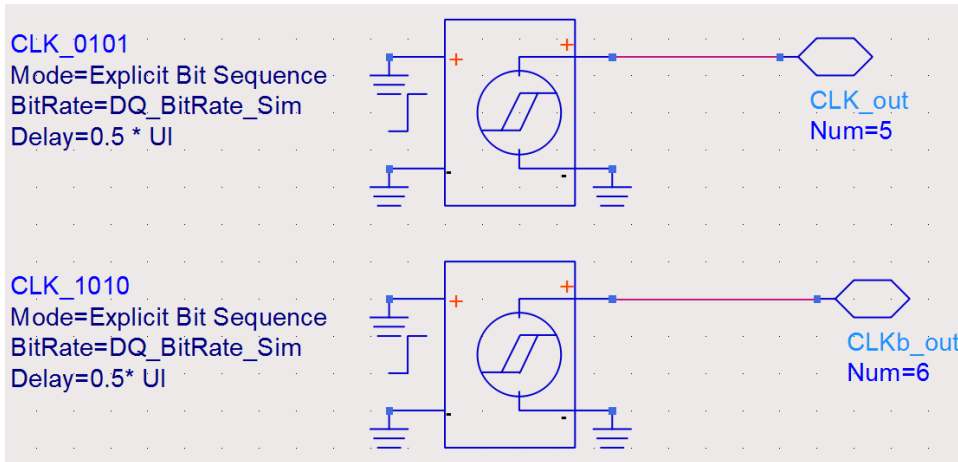 CLK_0101
Mode=Explicit Bit Sequence
BitRate=DQ_BitRate_Sim
Delay=0.5 * UI
+
+
-
-
CLK_out
Num=5
CLK_1010
Mode=Explicit Bit Sequence
BitRate=DQ_BitRate_Sim
Delay=0.5* UI
+
+
-
-
CLKb_out
Num=6